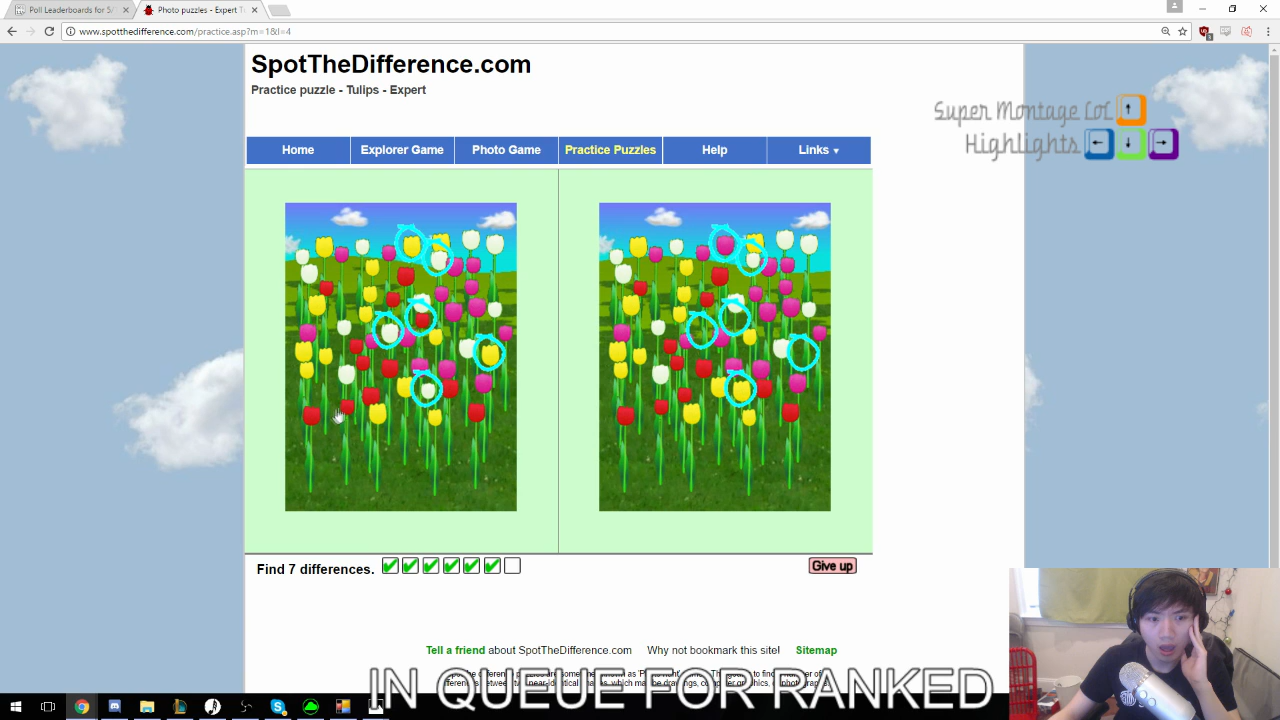 Poll Leaderboards for 5/
Photo puzzles - Expert Tu
www.spotthedifference.com/practice.asp?m=1&d=4
SpotTheDifference.com
Practice puzzle - Tulips - Expert
Super Montage LoL
Highlights
Home
Explorer Game
Photo Game
Practice Puzzles
Help
Links
Find 7 differences.
Give up
Tell a friend about SpotTheDifference.com
Why not bookmark this site!
Sitemap
IN QUEUE FOR RANKED